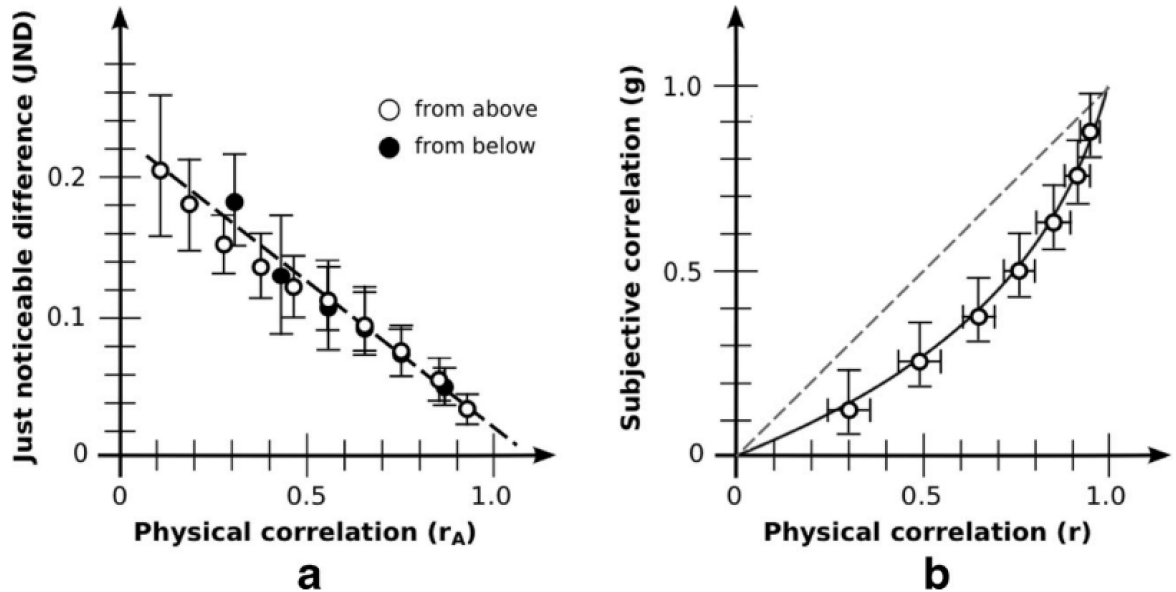 Just noticeable difference (JND)
0.2
0.1
0
from above
from below
0
0.5
1.0
Physical correlation (r_A)
a
Subjective correlation (g)
1.0
0.5
0
0
0.5
1.0
Physical correlation (r)
b